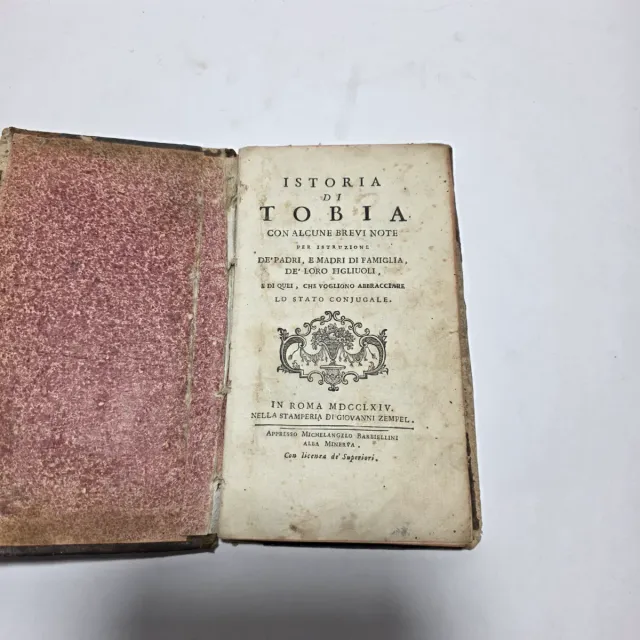 ISTORIA
DI
TOBIA
CON ALCUNE BREVI NOTE
PER ISTRUZIONE
DE' PADRI, E MADRI DI FAMIGLIA,
DE' LORO FIGLIUOLI,
E DI QUEI, CHE VOGLIONO ABBRACCIARE
LO STATO CONJUGALE.
IN ROMA MDCCLXIV.
NELLA STAMPERIA DI GIOVANNI ZEMPEL.
APPRESSO MICHELANGELO BARBIELLINI
ALLA MINERVA.
Con licenza de' Superiori.